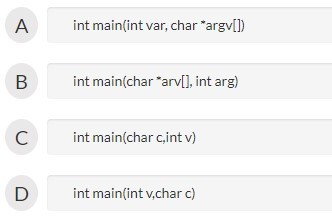 A int main(int var, char *argv[])
B int main(char *arv[], int arg)
C int main(char c,int v)
D int main(int v,char c)